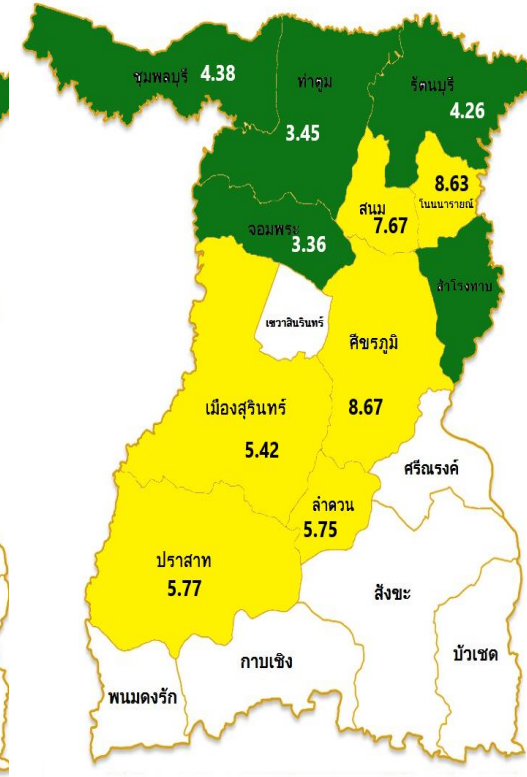 ชุมพลบุรี 4.38
ท่าตูม
3.45
รัตนบุรี
4.26
สนม
7.67
8.63
โนนนารายณ์
จอมพระ
3.36
สำโรงทาบ
เขวาสินรินทร์
ศีขรภูมิ
8.67
เมืองสุรินทร์
5.42
ศรีณรงค์
ลำดวน
5.75
ปราสาท
5.77
สังขะ
บัวเชด
กาบเชิง
พนมดงรัก